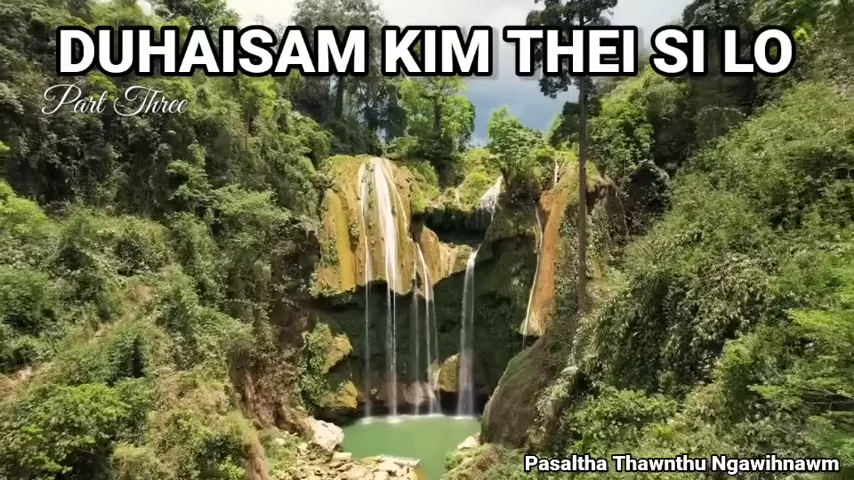 DUHAISAM KIM THEI SI LO
Part Three
Pasaltha Thawnthu Ngawihnawm